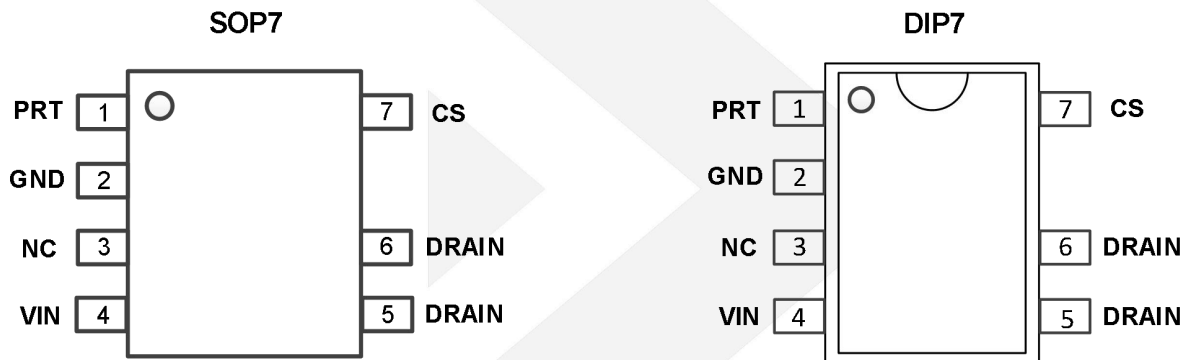 SOP7
PRT 1 7 CS
GND 2
NC 3 6 DRAIN
VIN 4 5 DRAIN
DIP7
PRT 1 7 CS
GND 2
NC 3 6 DRAIN
VIN 4 5 DRAIN